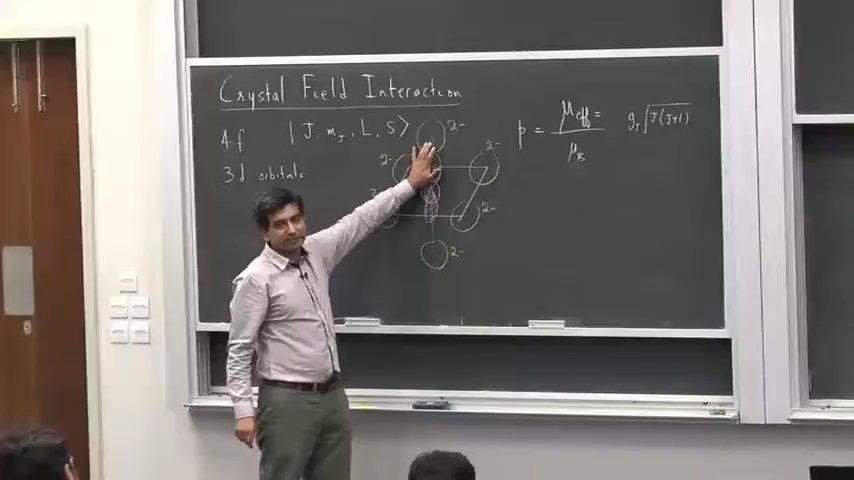 Crystal Field Interaction
4f | J, m_J, L, S>
3d orbitals
2-
2-
2-
2-
2-
p = μ_eff / μ_B = g_J √J(J+1)